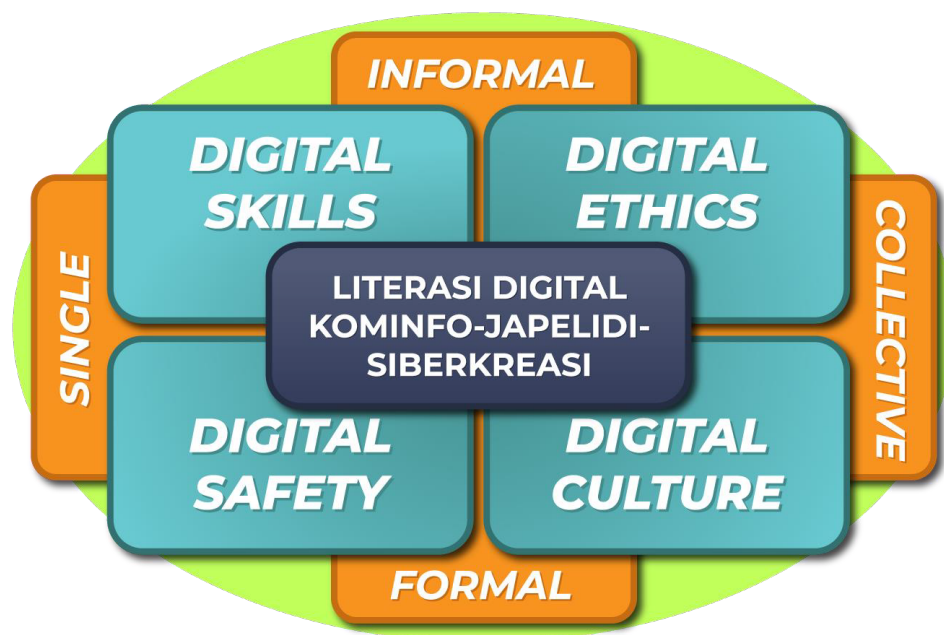 INFORMAL
DIGITAL
SKILLS
DIGITAL
ETHICS
SINGLE
LITERASI DIGITAL
KOMINFO-JAPELIDI-
SIBERKREASI
COLLECTIVE
DIGITAL
SAFETY
DIGITAL
CULTURE
FORMAL